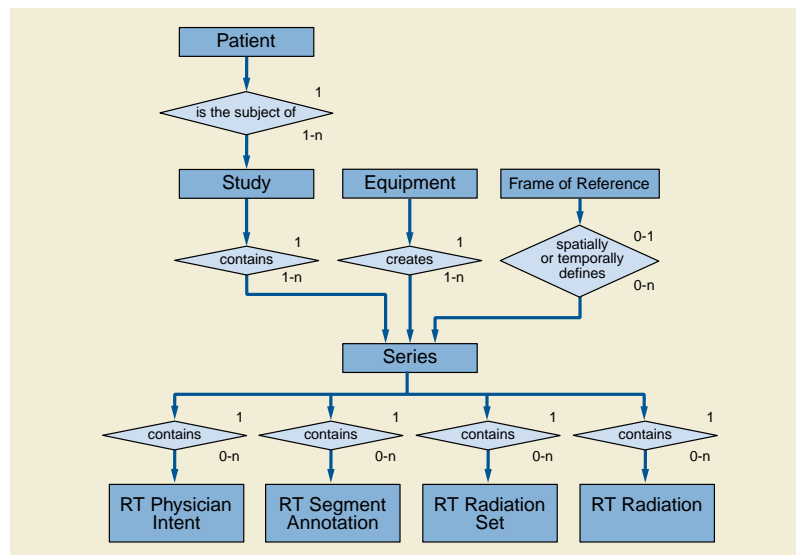 Patient
1
is the subject of
1-n
Study
Equipment
Frame of Reference
1
contains
1-n
1
creates
1-n
0-1
spatially
or temporally
defines
0-n
Series
1
contains
0-n
1
contains
0-n
1
contains
0-n
1
contains
0-n
RT Physician
Intent
RT Segment
Annotation
RT Radiation
Set
RT Radiation